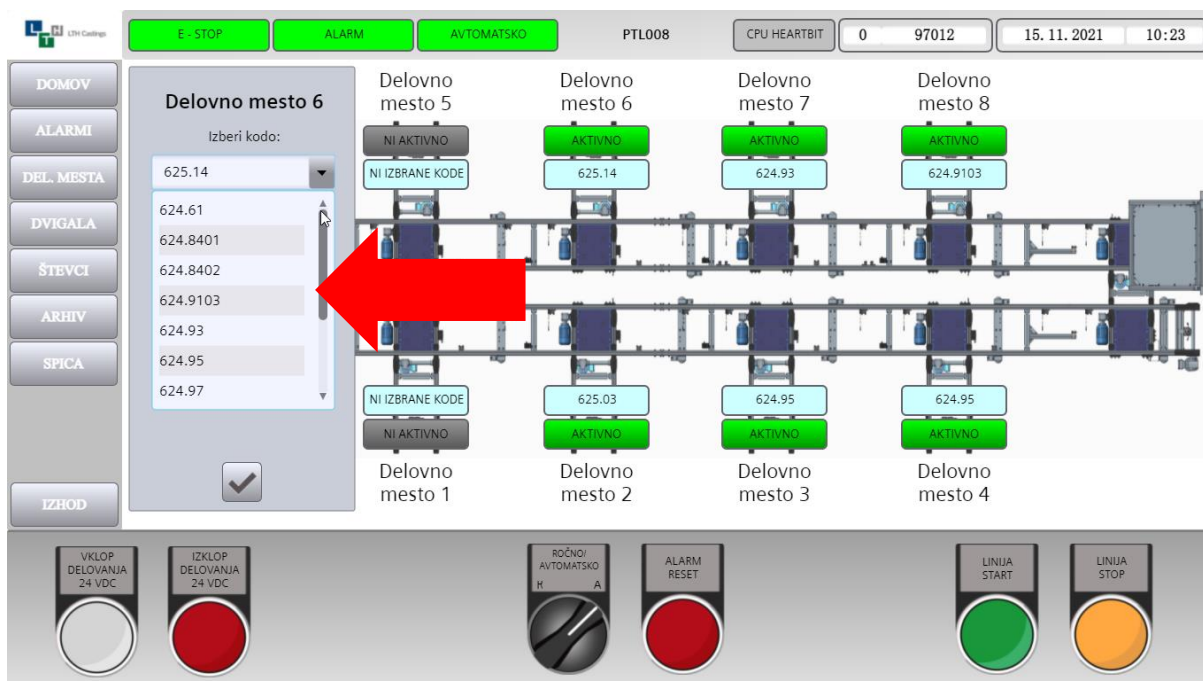 LTH LTH Castings
E - STOP
ALARM
AVTOMATSKO
PTL008
CPU HEARTBIT
0 97012
15. 11. 2021 10:23
DOMOV
ALARMI
DEL. MESTA
DVIGALA
ŠTEVCI
ARHIV
SPICA
IZHOD
Delovno mesto 6
Izberi kodo:
625.14
624.61
624.8401
624.8402
624.9103
624.93
624.95
624.97
Delovno
mesto 5
NI AKTIVNO
NI IZBRANE KODE
Delovno
mesto 6
AKTIVNO
625.14
Delovno
mesto 7
AKTIVNO
624.93
Delovno
mesto 8
AKTIVNO
624.9103
NI IZBRANE KODE
NI AKTIVNO
Delovno
mesto 1
625.03
AKTIVNO
Delovno
mesto 2
624.95
AKTIVNO
Delovno
mesto 3
624.95
AKTIVNO
Delovno
mesto 4
VKLOP
DELOVANJA
24 VDC
IZKLOP
DELOVANJA
24 VDC
ROČNO/
AVTOMATSKO
R A
ALARM
RESET
LINIJA
START
LINIJA
STOP